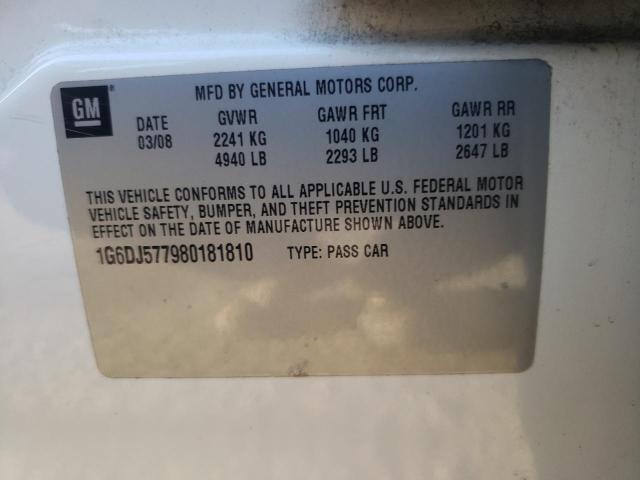 GM ®
MFD BY GENERAL MOTORS CORP.
DATE GVWR GAWR FRT GAWR RR
03/08 2241 KG 1040 KG 1201 KG
4940 LB 2293 LB 2647 LB
THIS VEHICLE CONFORMS TO ALL APPLICABLE U.S. FEDERAL MOTOR
VEHICLE SAFETY, BUMPER, AND THEFT PREVENTION STANDARDS IN
EFFECT ON THE DATE OF MANUFACTURE SHOWN ABOVE.
1G6DJ577980181810 TYPE: PASS CAR